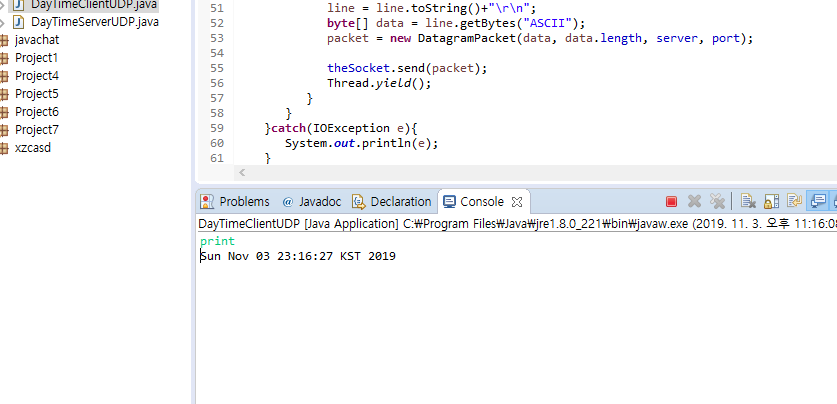 DayTimeClientUDP.java
DayTimeServerUDP.java
javachat
Project1
Project4
Project5
Project6
Project7
xzcasd
51 line = line.toString()+"\r\n";
52 byte[] data = line.getBytes("ASCII");
53 packet = new DatagramPacket(data, data.length, server, port);
54
55 theSocket.send(packet);
56 Thread.yield();
57 }
58 }
59 }catch(IOException e){
60 System.out.println(e);
61 }
Problems @ Javadoc Declaration Console
DayTimeClientUDP [Java Application] C:₩Program Files₩Java₩jre1.8.0_221₩bin₩javaw.exe (2019. 11. 3. 오후 11:16:08
print
Sun Nov 03 23:16:27 KST 2019